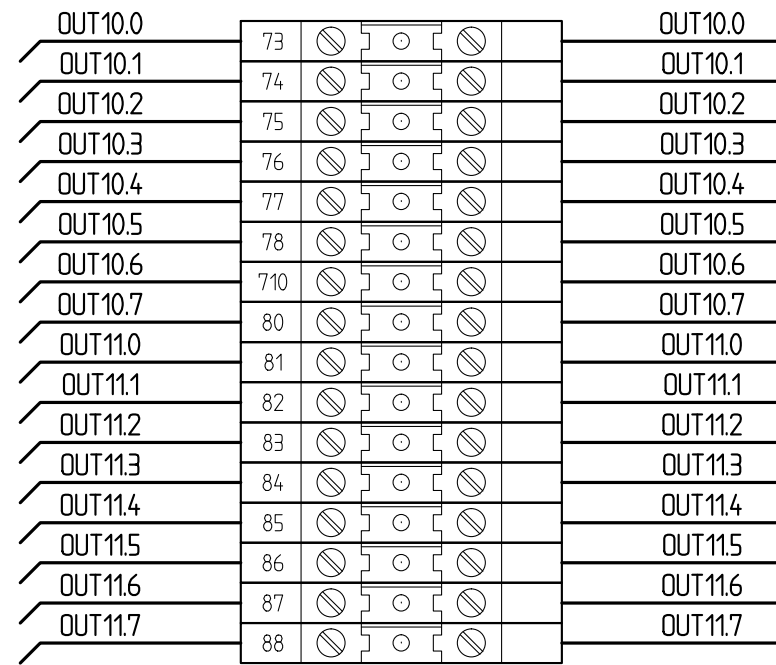 OUT10.0 73 OUT10.0
OUT10.1 74 OUT10.1
OUT10.2 75 OUT10.2
OUT10.3 76 OUT10.3
OUT10.4 77 OUT10.4
OUT10.5 78 OUT10.5
OUT10.6 710 OUT10.6
OUT10.7 80 OUT10.7
OUT11.0 81 OUT11.0
OUT11.1 82 OUT11.1
OUT11.2 83 OUT11.2
OUT11.3 84 OUT11.3
OUT11.4 85 OUT11.4
OUT11.5 86 OUT11.5
OUT11.6 87 OUT11.6
OUT11.7 88 OUT11.7